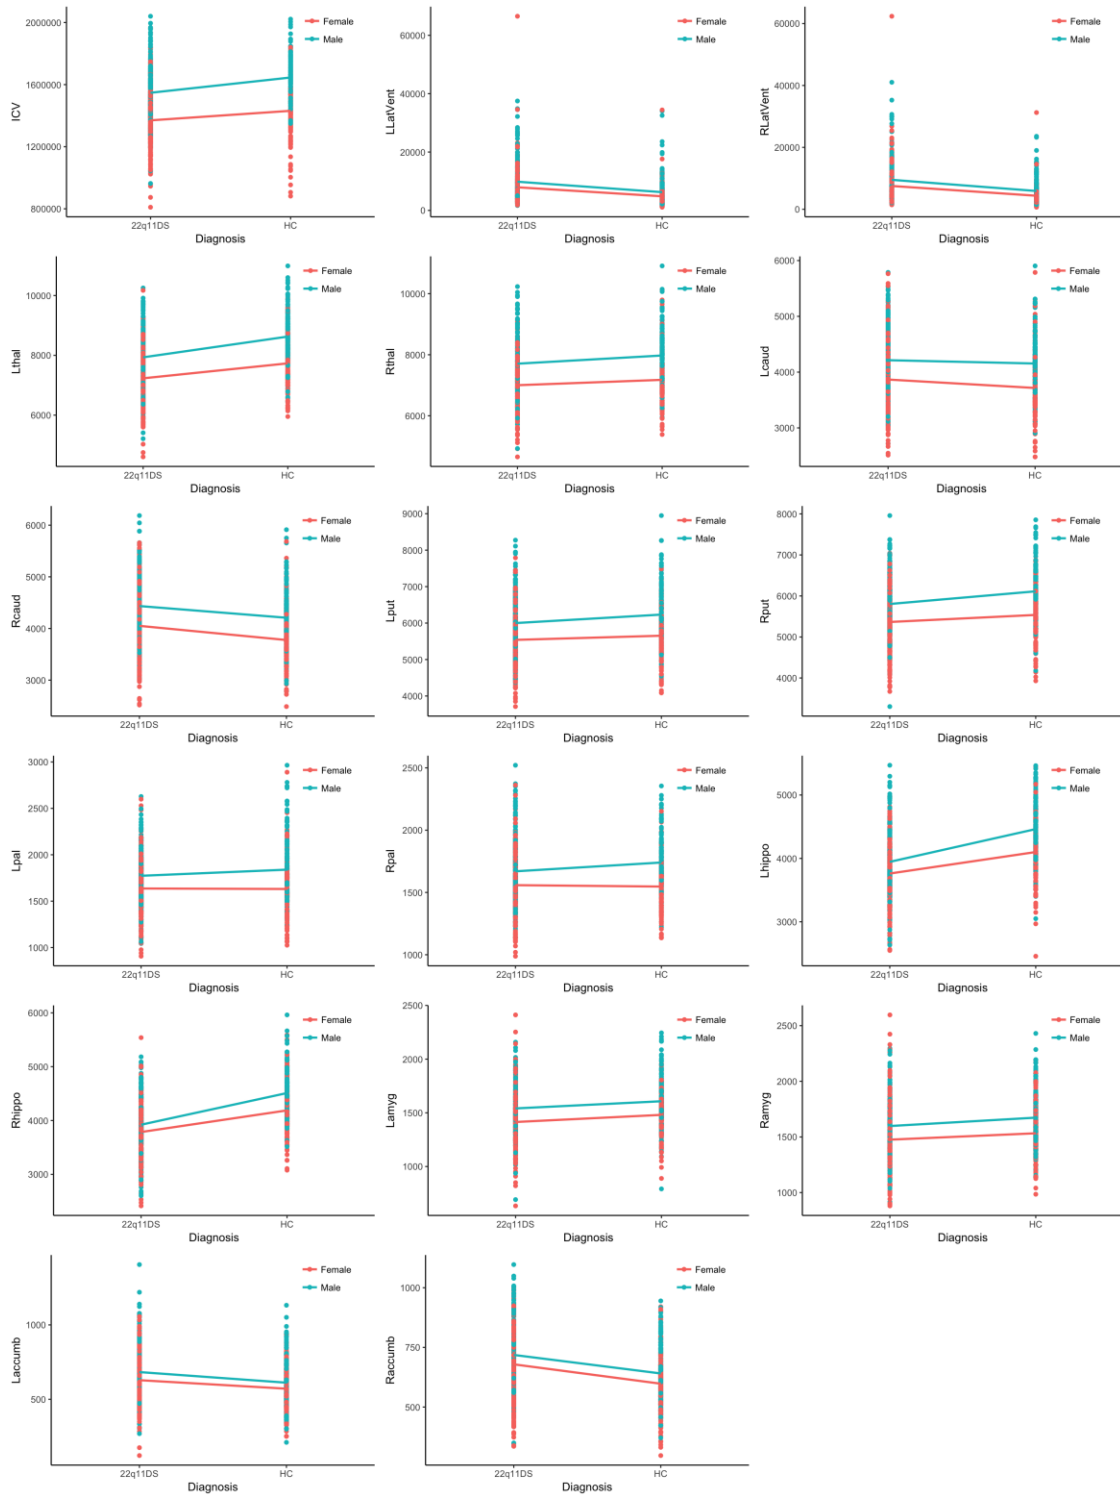 ICV
2000000
1600000
1200000
800000
22q11DS
HC
Diagnosis
Female
Male
LLatVent
60000
40000
20000
0
22q11DS
HC
Diagnosis
Female
Male
RLatVent
60000
40000
20000
0
22q11DS
HC
Diagnosis
Female
Male
Lthal
10000
8000
6000
22q11DS
HC
Diagnosis
Female
Male
Rthal
10000
8000
6000
22q11DS
HC
Diagnosis
Female
Male
Lcaud
6000
5000
4000
3000
22q11DS
HC
Diagnosis
Female
Male
Rcaud
6000
5000
4000
3000
22q11DS
HC
Diagnosis
Female
Male
Lput
9000
8000
7000
6000
5000
4000
22q11DS
HC
Diagnosis
Female
Male
Rput
8000
7000
6000
5000
4000
22q11DS
HC
Diagnosis
Female
Male
Lpal
3000
2500
2000
1500
1000
22q11DS
HC
Diagnosis
Female
Male
Rpal
2500
2000
1500
1000
22q11DS
HC
Diagnosis
Female
Male
Lhippo
5000
4000
3000
22q11DS
HC
Diagnosis
Female
Male
Rhippo
6000
5000
4000
3000
22q11DS
HC
Diagnosis
Female
Male
Lamyg
2500
2000
1500
1000
22q11DS
HC
Diagnosis
Female
Male
Ramyg
2500
2000
1500
1000
22q11DS
HC
Diagnosis
Female
Male
Laccumb
1000
500
22q11DS
HC
Diagnosis
Female
Male
Raccumb
1000
750
500
22q11DS
HC
Diagnosis
Female
Male